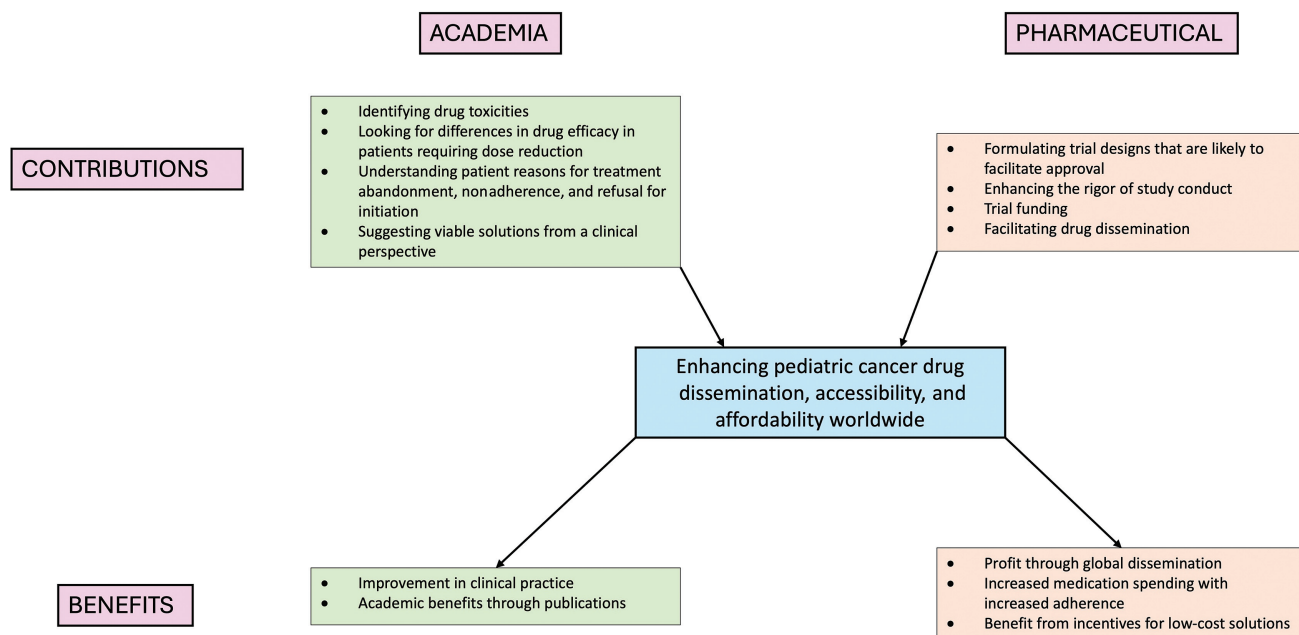 ACADEMIA
PHARMACEUTICAL
CONTRIBUTIONS
• Identifying drug toxicities
• Looking for differences in drug efficacy in
patients requiring dose reduction
• Understanding patient reasons for treatment
abandonment, nonadherence, and refusal for
initiation
• Suggesting viable solutions from a clinical
perspective
• Formulating trial designs that are likely to
facilitate approval
• Enhancing the rigor of study conduct
• Trial funding
• Facilitating drug dissemination
Enhancing pediatric cancer drug
dissemination, accessibility, and
affordability worldwide
BENEFITS
• Improvement in clinical practice
• Academic benefits through publications
• Profit through global dissemination
• Increased medication spending with
increased adherence
• Benefit from incentives for low-cost solutions